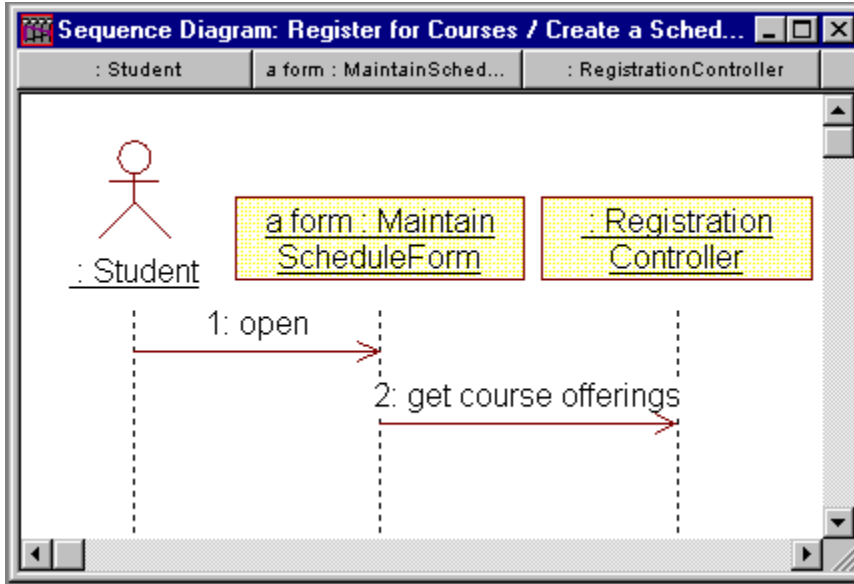 Sequence Diagram: Register for Courses / Create a Sched...
: Student
a form : MaintainSched...
: RegistrationController
a form : Maintain
ScheduleForm
: Registration
Controller
: Student
1: open
2: get course offerings